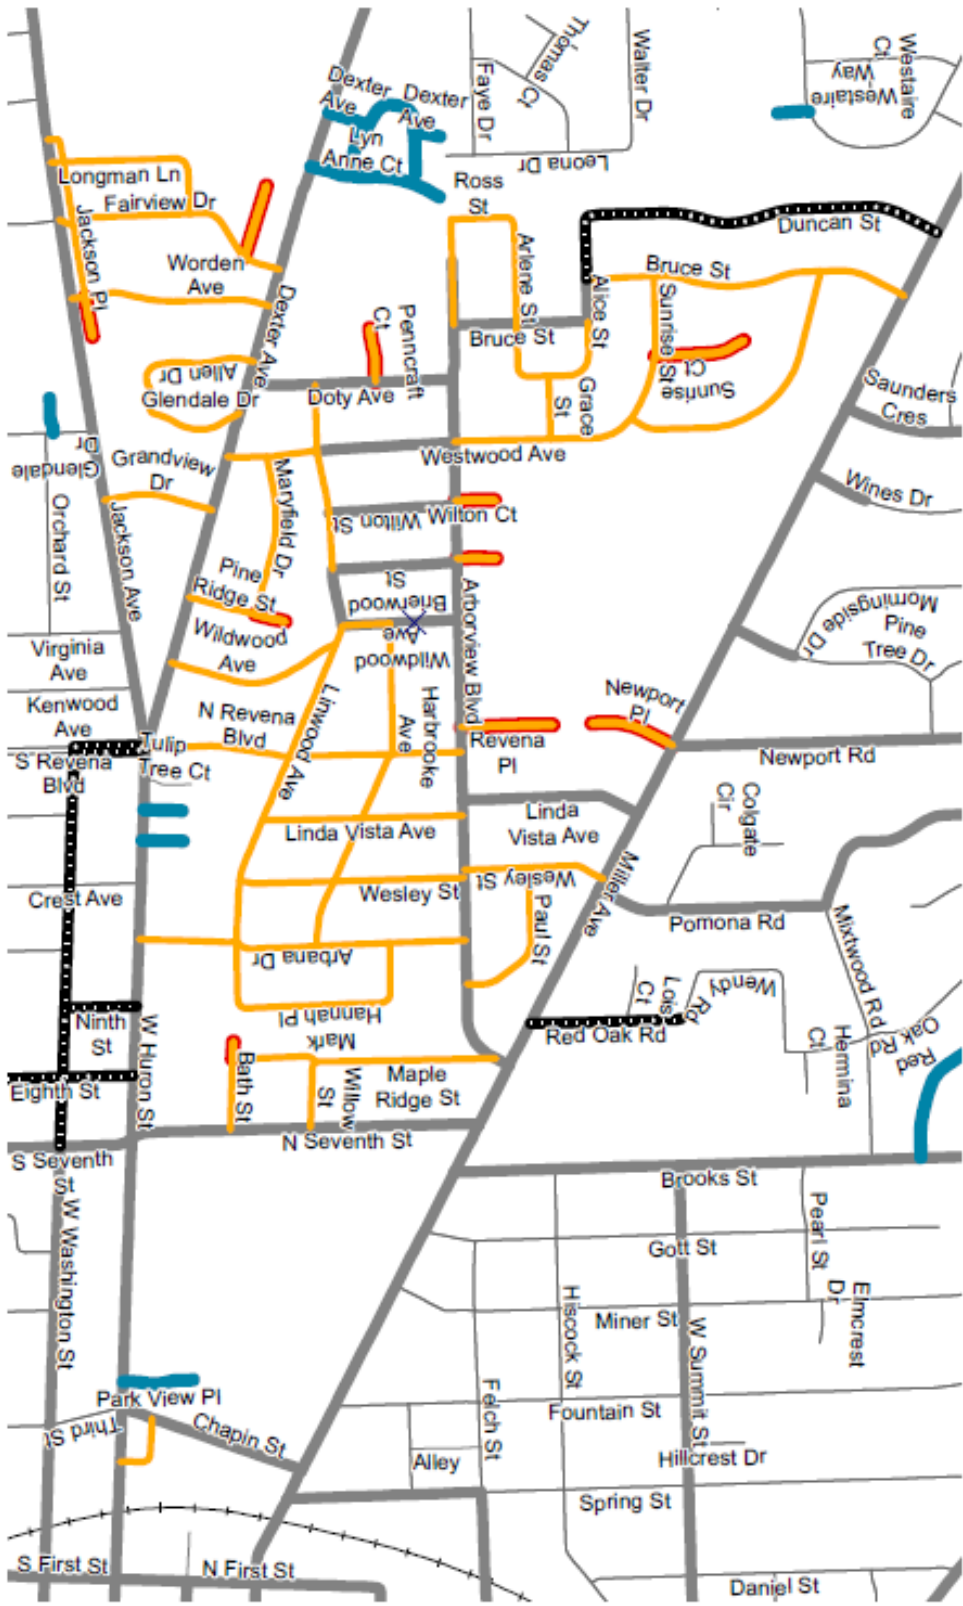 Dexter
Ave
Dexter
Ave
Lyn
Anne Ct
Faye Dr
Thomas
Ct
Walter Dr
Leona Dr
Westaire
Ct
Westaire
Way
Longman Ln
Fairview Dr
Jackson Pl
Worden
Ave
Ross
St
Arlene St
Duncan St
Bruce St
Alice St
Bruce St
Sunrise St
Sunrise
Ct
Penncraft
Ct
Dexter Ave
Allen Dr
Glendale Dr
Doty Ave
Grace
St
Saunders
Cres
Westwood Ave
Glendale
Dr
Grandview
Dr
Maryfield Dr
Wines Dr
Orchard St
Jackson Ave
Wilton St
Wilton Ct
Pine
Ridge St
Brierwood
St
Arborview Blvd
Morningside Dr
Pine
Tree Dr
Virginia
Ave
Wildwood
Ave
Wildwood
Ave
Kenwood
Ave
N Revena
Blvd
Linwood Ave
Harbrooke
Ave
Newport
Pl
Revena
Pl
Newport Rd
Tulip
Tree Ct
S Revena
Blvd
Linda Vista Ave
Linda
Vista Ave
Colgate
Cir
Miller Ave
Crest Ave
Wesley St
Wesley St
Paul St
Pomona Rd
Mixtwood Rd
Arbana Dr
Wendy
Rd
Lois
Ct
Hannah Pl
Ninth
St
W Huron St
Mark
Red Oak Rd
Hermina
Ct
Red
Oak Rd
Eighth St
Bath St
Willow
St
Maple
Ridge St
N Seventh St
S Seventh
St
Brooks St
W Washington St
Gott St
Pearl St
Elmcrest
Dr
Hiscock St
Miner St
W Summit St
Park View Pl
Third St
Chapin St
Felch St
Fountain St
Alley
Hillcrest Dr
Spring St
S First St
N First St
Daniel St